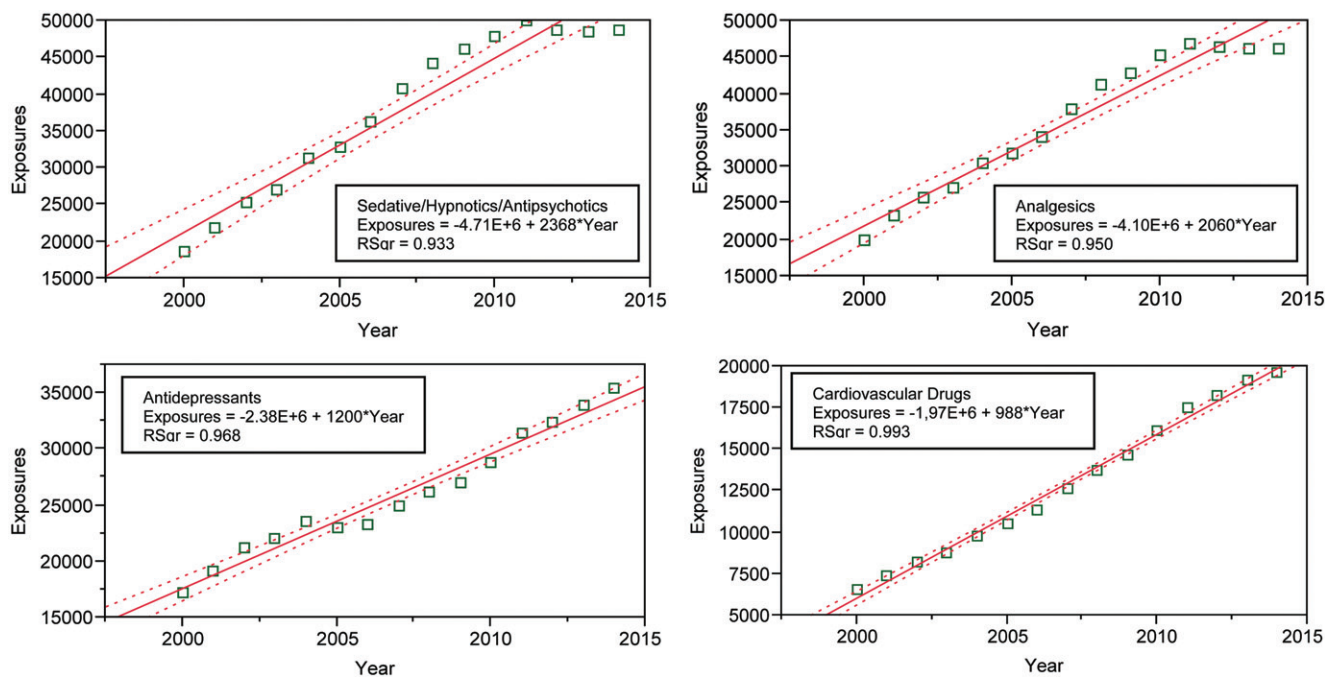 50000
45000
40000
35000
30000
25000
20000
15000
Exposures
Sedative/Hypnotics/Antipsychotics
Exposures = -4.71E+6 + 2368*Year
RSqr = 0.933
2000 2005 2010 2015
Year
50000
45000
40000
35000
30000
25000
20000
15000
Exposures
Analgesics
Exposures = -4.10E+6 + 2060*Year
RSqr = 0.950
2000 2005 2010 2015
Year
35000
30000
25000
20000
15000
Exposures
Antidepressants
Exposures = -2.38E+6 + 1200*Year
RSqr = 0.968
2000 2005 2010 2015
Year
20000
17500
15000
12500
10000
7500
5000
Exposures
Cardiovascular Drugs
Exposures = -1,97E+6 + 988*Year
RSqr = 0.993
2000 2005 2010 2015
Year